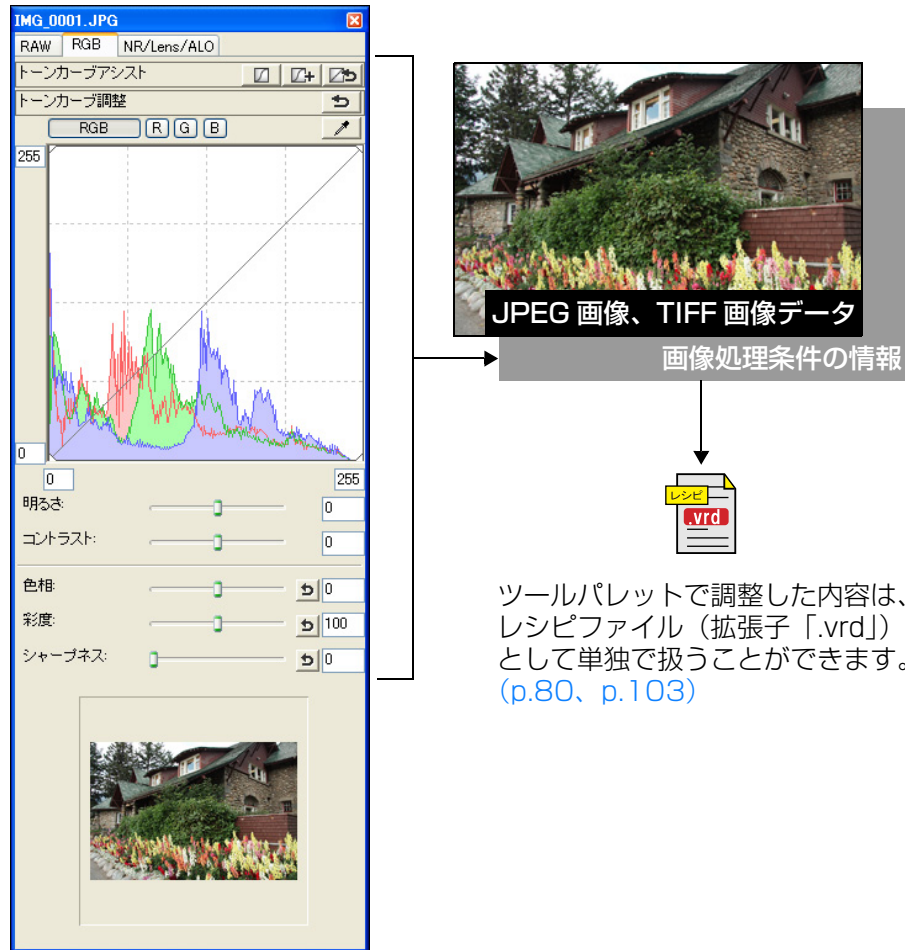 IMG_0001.JPG
RAW RGB NR/Lens/ALO
トーンカーブアシスト
トーンカーブ調整
RGB R G B
255
0
0 255
明るさ: 0
コントラスト: 0
色相: 0
彩度: 100
シャープネス: 0
JPEG 画像、TIFF 画像データ
画像処理条件の情報
レシピ
.vrd
ツールパレットで調整した内容は、
レシピファイル（拡張子「.vrd」）
として単独で扱うことができます。
（p.80、p.103）